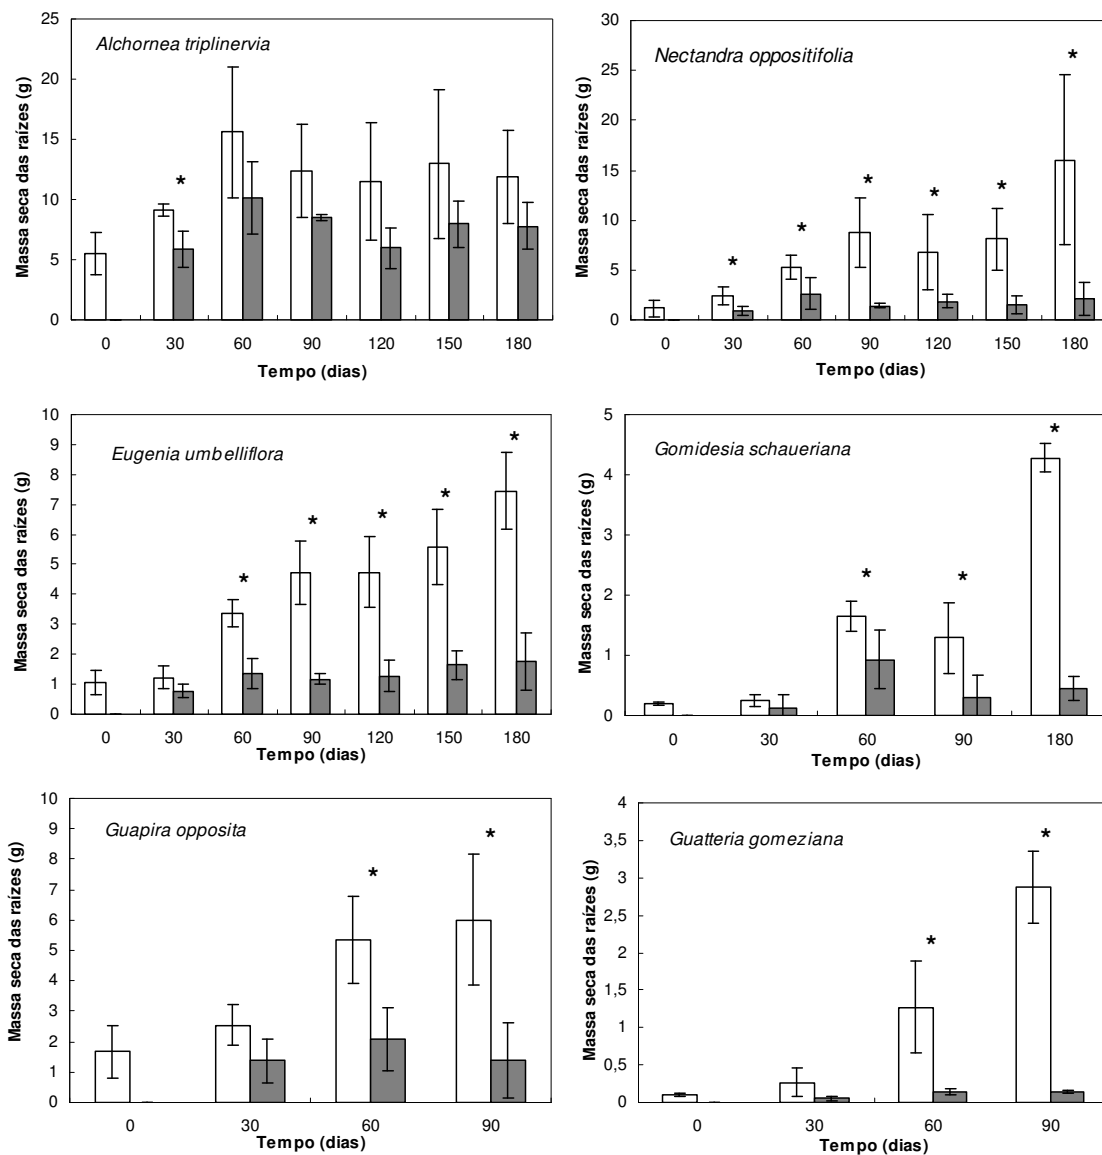 Alchornea triplinervia
Massa seca das raízes (g)
25
20
15
10
5
0
*
0 30 60 90 120 150 180
Tempo (dias)
Nectandra oppositifolia
Massa seca das raízes (g)
30
25
20
15
10
5
0
* * * * * *
0 30 60 90 120 150 180
Tempo (dias)
Eugenia umbelliflora
Massa seca das raízes (g)
10
9
8
7
6
5
4
3
2
1
0
* * * * *
0 30 60 90 120 150 180
Tempo (dias)
Gomidesia schaueriana
Massa seca das raízes (g)
5
4
3
2
1
0
* * *
0 30 60 90 180
Tempo (dias)
Guapira opposita
Massa seca das raízes (g)
10
9
8
7
6
5
4
3
2
1
0
* *
0 30 60 90
Tempo (dias)
Guatteria gomeziana
Massa seca das raízes (g)
4
3,5
3
2,5
2
1,5
1
0,5
0
* *
0 30 60 90
Tempo (dias)